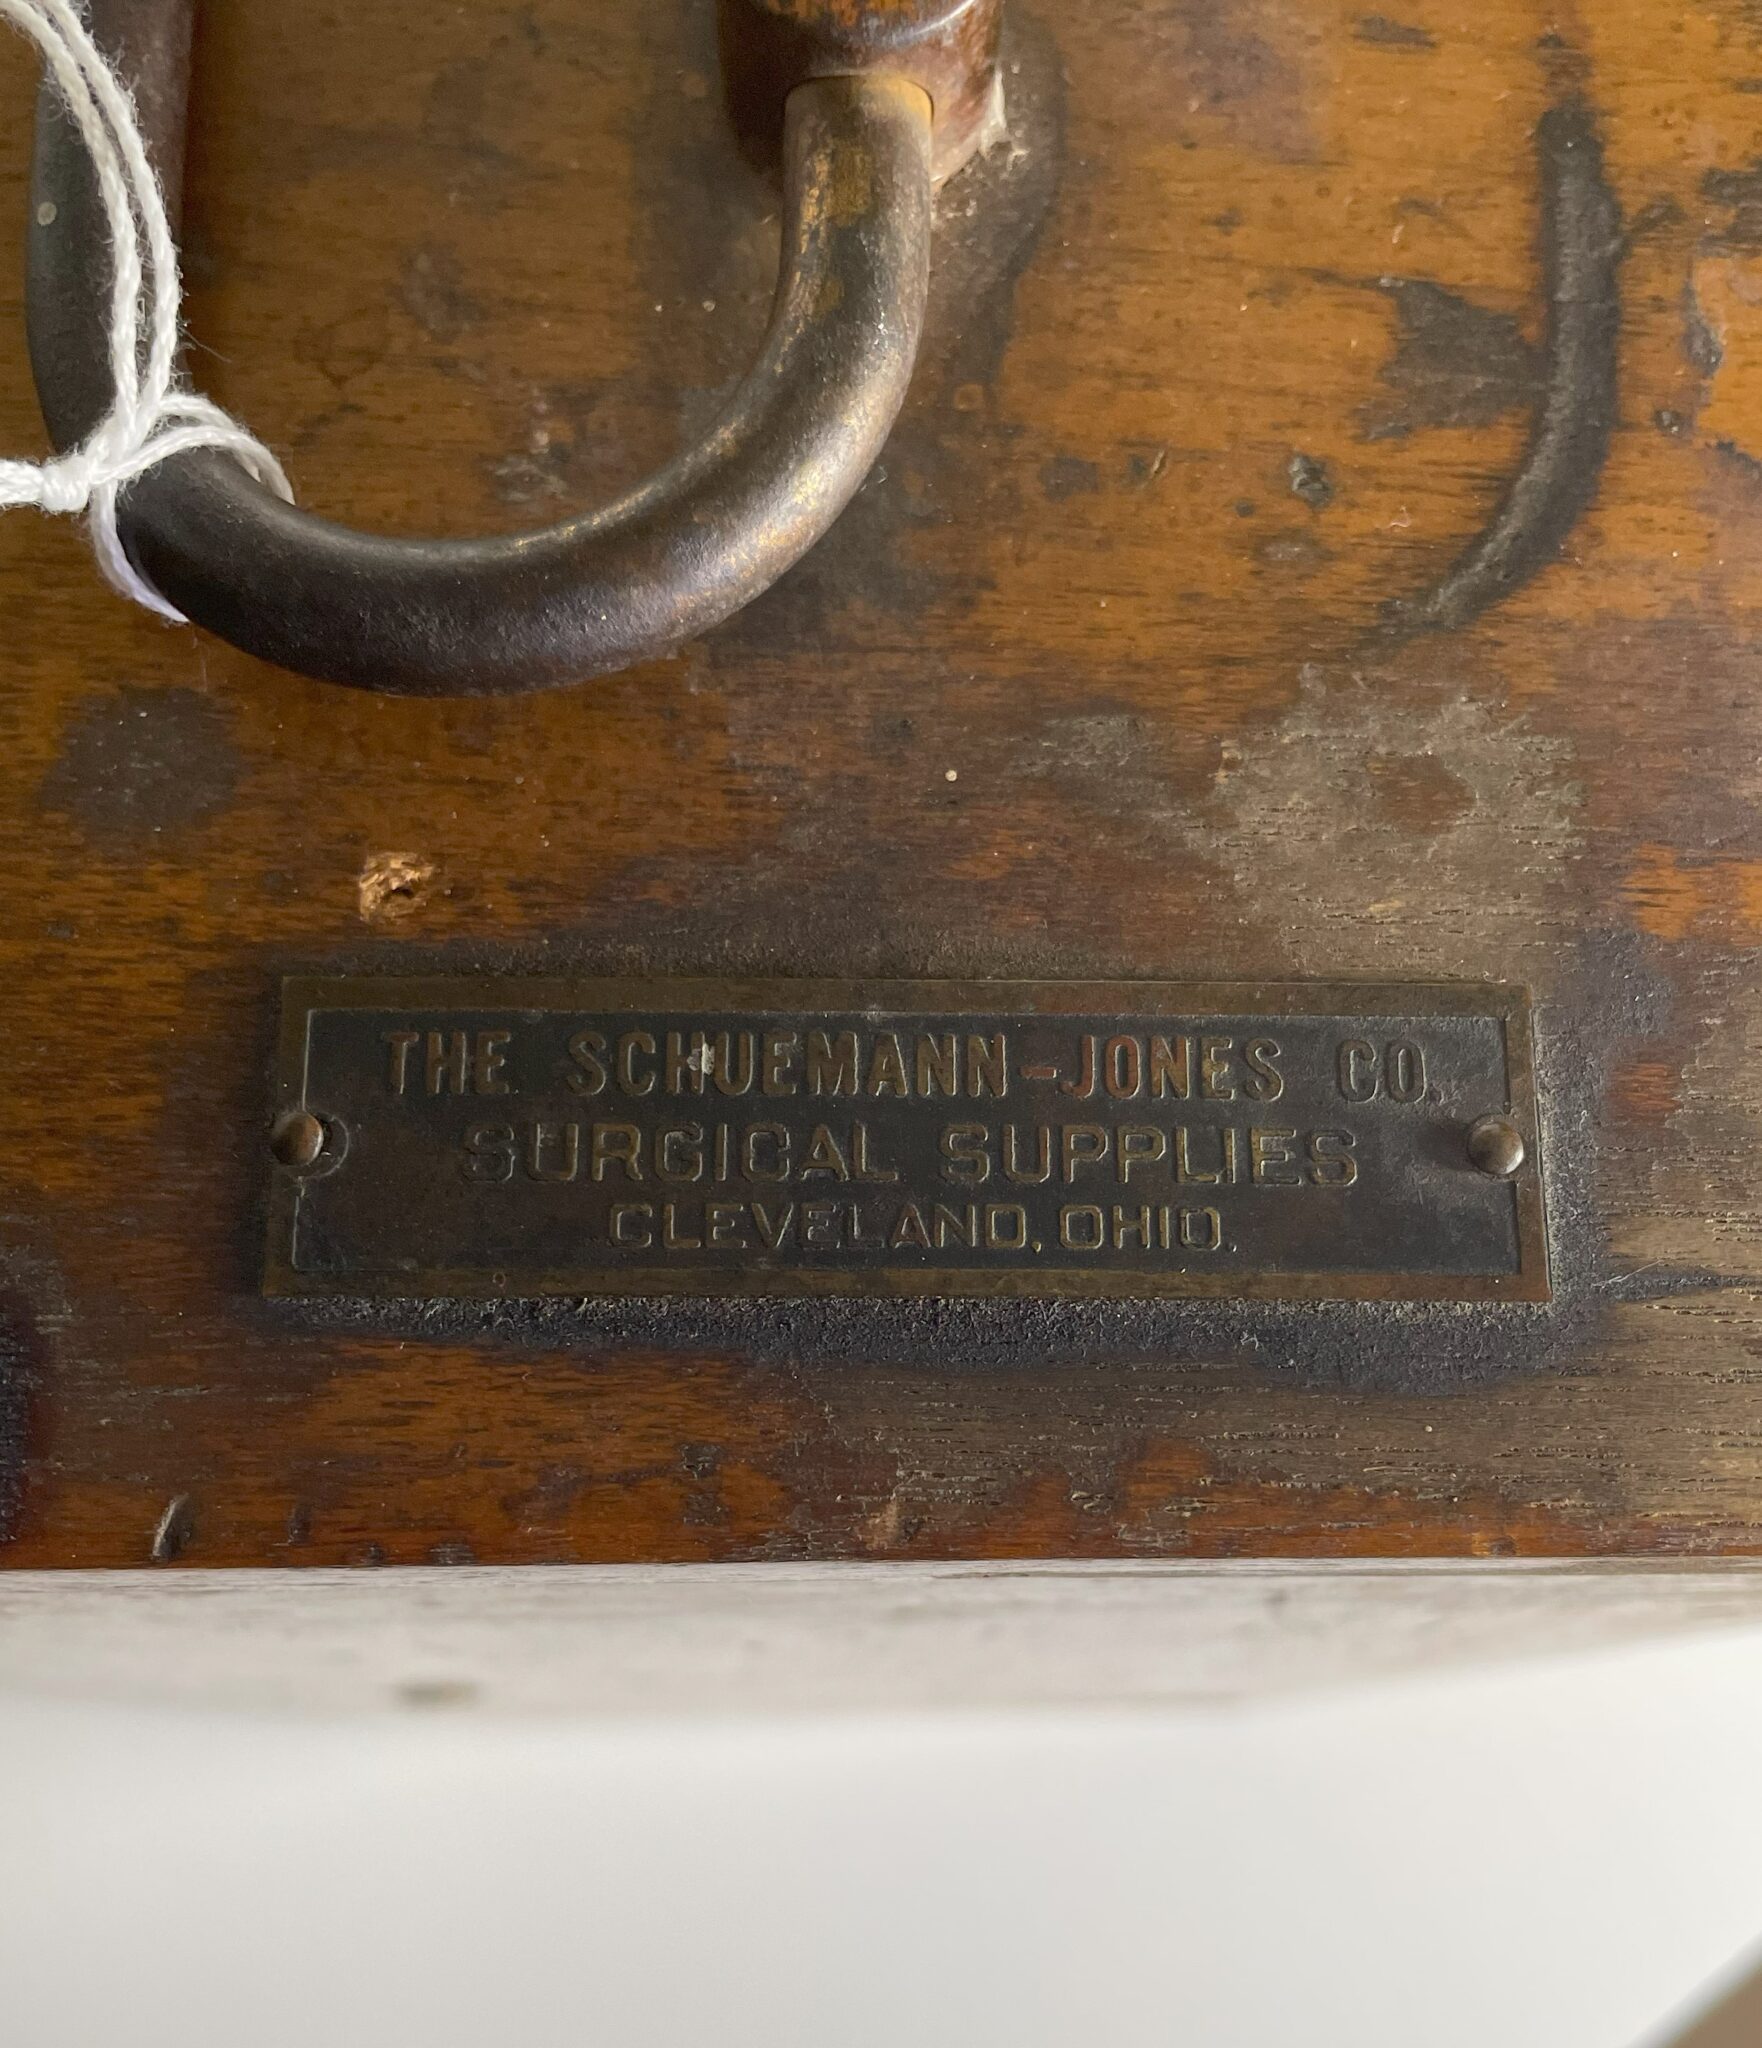 THE SCHUEMANN-JONES CO.
SURGICAL SUPPLIES
CLEVELAND, OHIO.